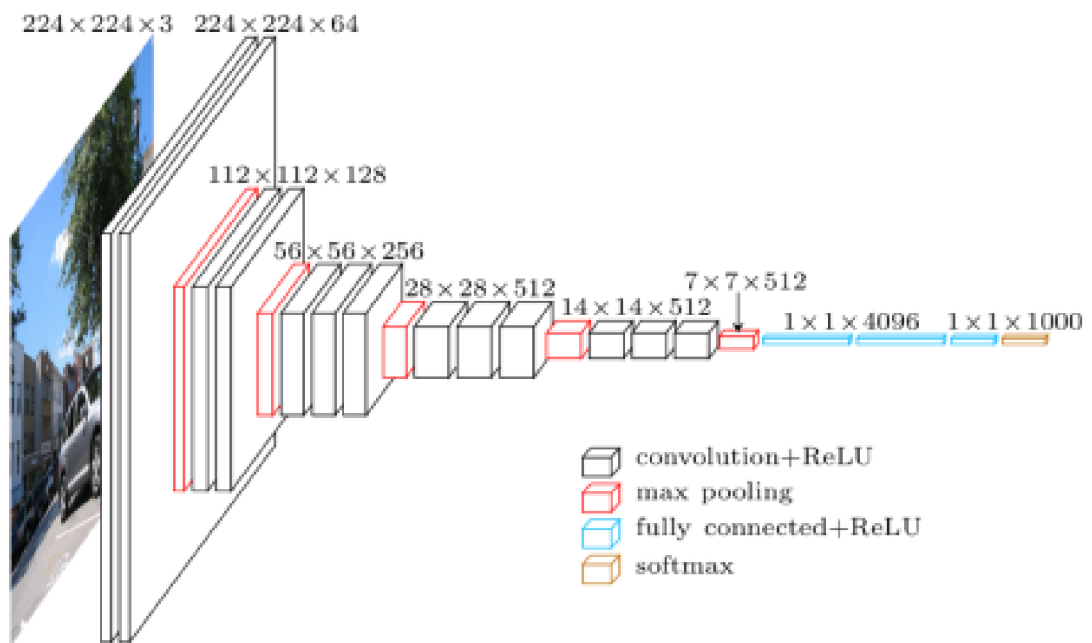 224 × 224 × 3
224 × 224 × 64
112 × 112 × 128
56 × 56 × 256
28 × 28 × 512
14 × 14 × 512
7 × 7 × 512
1 × 1 × 4096
1 × 1 × 1000
convolution+ReLU
max pooling
fully connected+ReLU
softmax